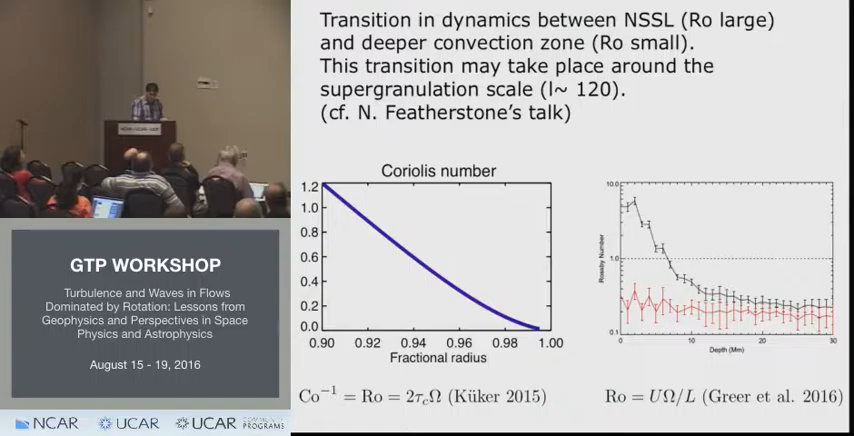 Transition in dynamics between NSSL (Ro large)
and deeper convection zone (Ro small).
This transition may take place around the
supergranulation scale (l~ 120).
(cf. N. Featherstone's talk)
Coriolis number
1.2
1.0
0.8
0.6
0.4
0.2
0.0
0.90 0.92 0.94 0.96 0.98 1.00
Fractional radius
10.0
1.0
0.1
Rossby Number
0 10 20 30
Depth (Mm)
Co⁻¹ = Ro = 2τcΩ (Küker 2015)
Ro = UΩ/L (Greer et al. 2016)
GTP WORKSHOP
Turbulence and Waves in Flows
Dominated by Rotation: Lessons from
Geophysics and Perspectives in Space
Physics and Astrophysics
August 15 - 19, 2016
NCAR UCAR UCAR
PROGRAMS